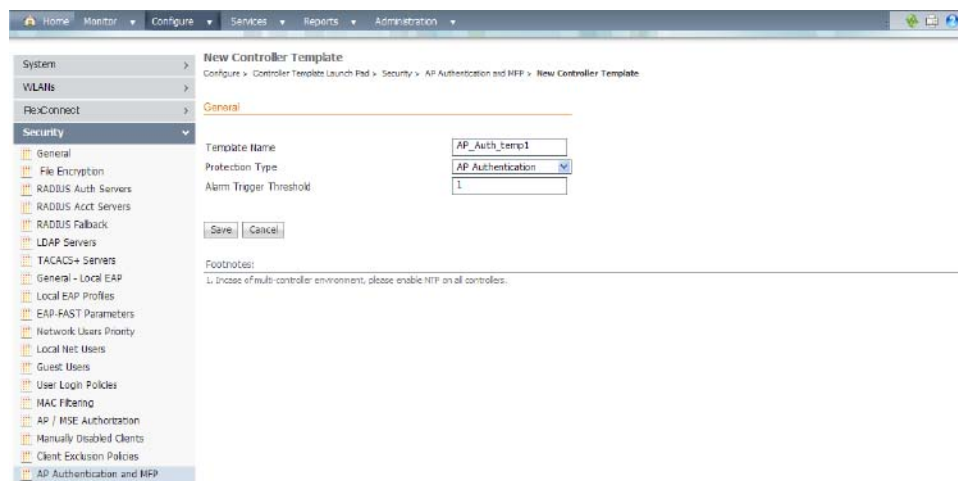 Home Monitor Configure Services Reports Administration
System
WLANs
FlexConnect
Security
General
File Encryption
RADIUS Auth Servers
RADIUS Acct Servers
RADIUS Fallback
LDAP Servers
TACACS+ Servers
General - Local EAP
Local EAP Profiles
EAP-FAST Parameters
Network Users Priority
Local Net Users
Guest Users
User Login Policies
MAC Filtering
AP / MSE Authorization
Manually Disabled Clients
Client Exclusion Policies
AP Authentication and MFP
New Controller Template
Configure > Controller Template Launch Pad > Security > AP Authentication and MFP > New Controller Template
General
Template Name AP_Auth_temp1
Protection Type AP Authentication
Alarm Trigger Threshold 1
Save Cancel
Footnotes:
1. Incase of multi-controller environment, please enable NTP on all controllers.